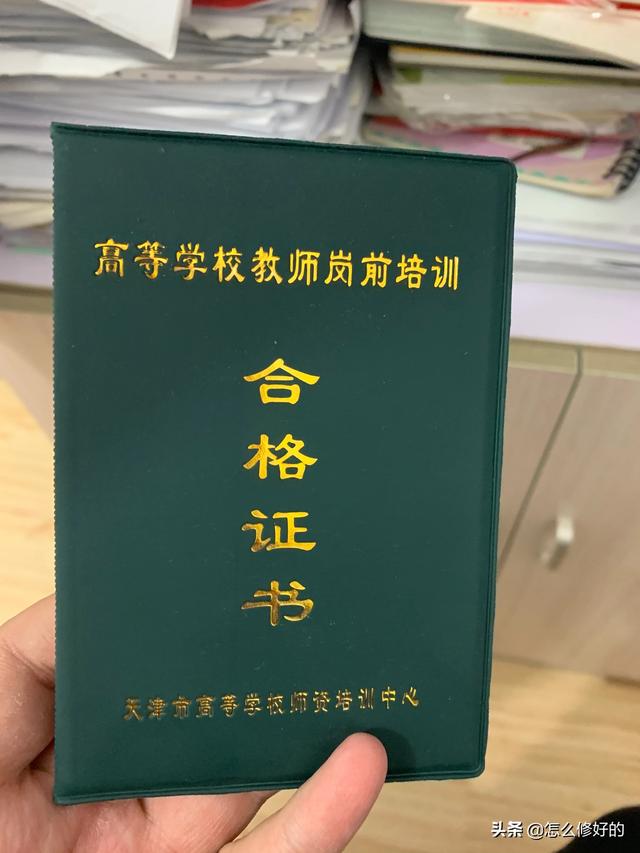 高等学校教师岗前培训
合
格
证
书
天津市高等学校师资培训中心
头条 @怎么修好的